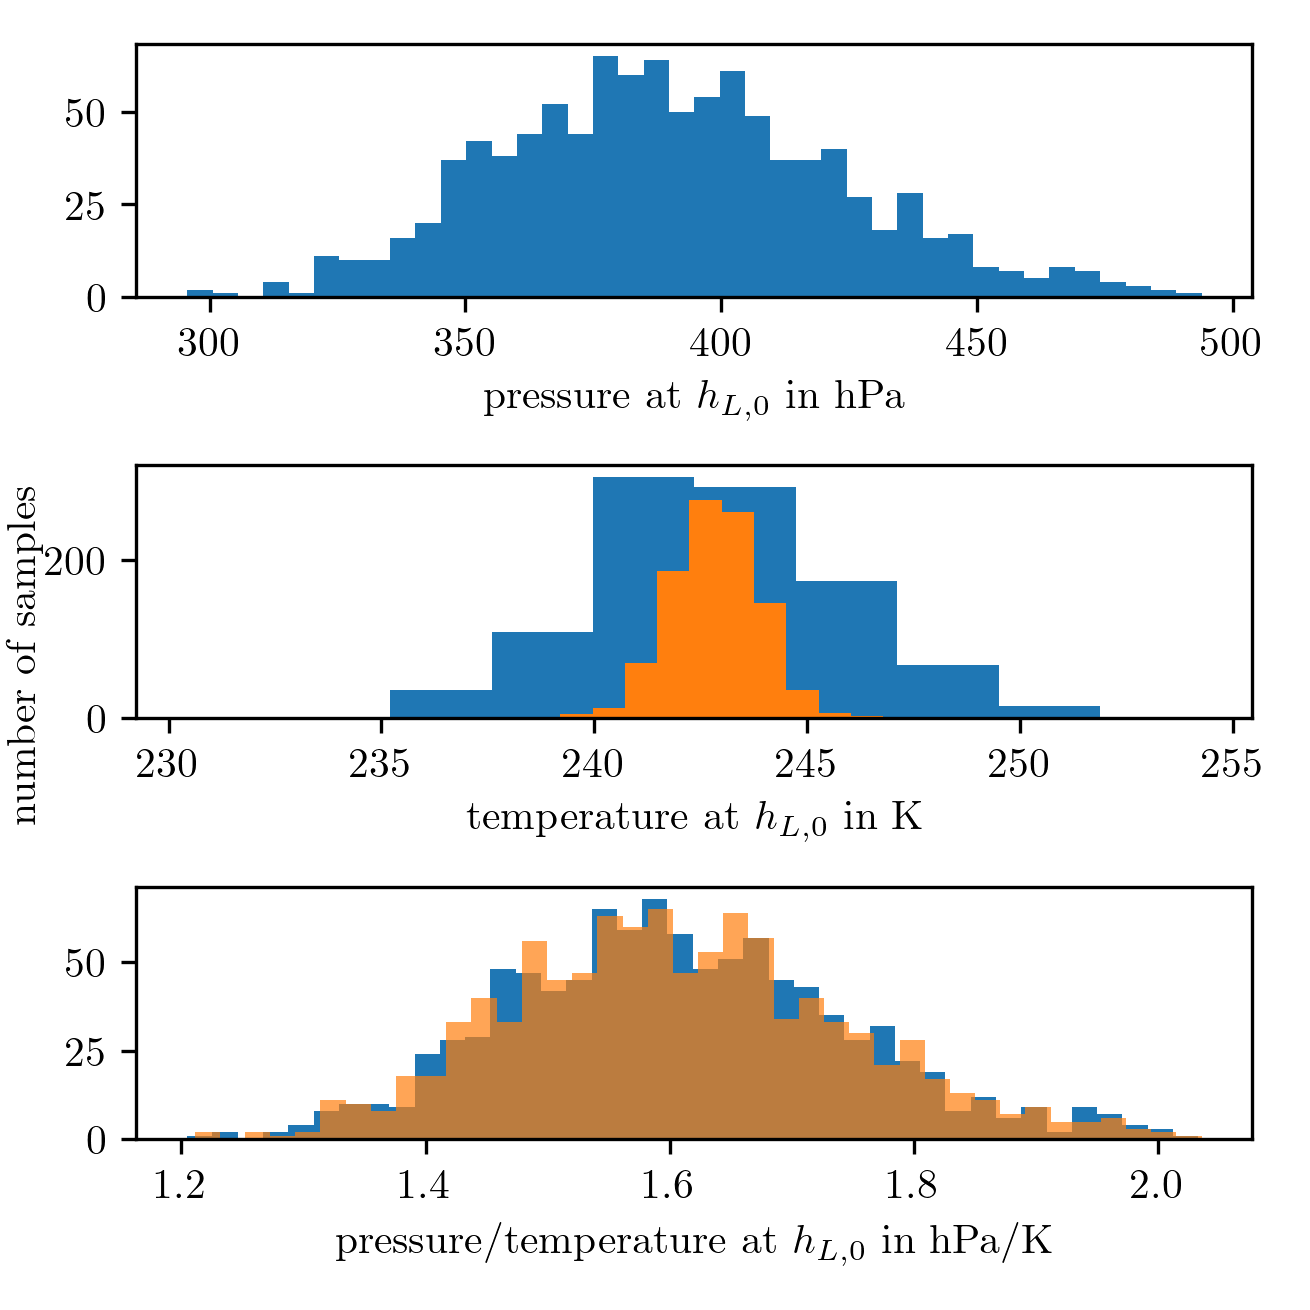 50
25
0
300 350 400 450 500
pressure at h_{L,0} in hPa
number of samples
200
0
230 235 240 245 250 255
temperature at h_{L,0} in K
50
25
0
1.2 1.4 1.6 1.8 2.0
pressure/temperature at h_{L,0} in hPa/K